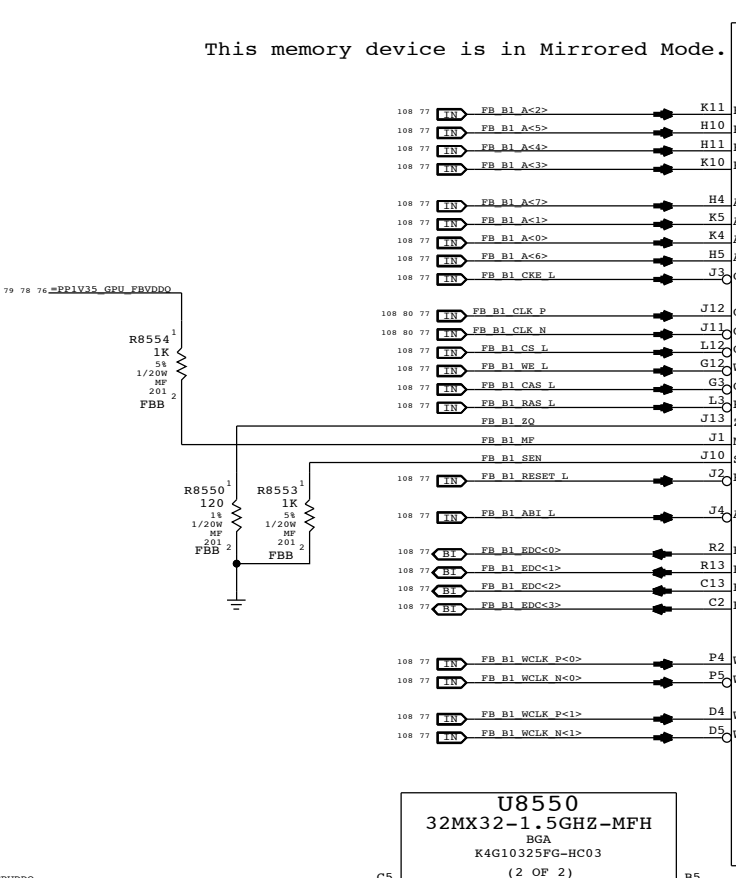 This memory device is in Mirrored Mode.
108 77 IN FB_B1_A<2> K11
108 77 IN FB_B1_A<5> H10
108 77 IN FB_B1_A<4> H11
108 77 IN FB_B1_A<3> K10
108 77 IN FB_B1_A<7> H4
108 77 IN FB_B1_A<1> K5
108 77 IN FB_B1_A<0> K4
108 77 IN FB_B1_A<6> H5
108 77 IN FB_B1_CKE_L J3
79 78 76 =PP1V35_GPU_FBVDDQ
108 80 77 IN FB_B1_CLK_P J12
108 80 77 IN FB_B1_CLK_N J11
108 77 IN FB_B1_CS_L L12
108 77 IN FB_B1_WE_L G12
108 77 IN FB_B1_CAS_L G3
108 77 IN FB_B1_RAS_L L3
R8554 1
1K
5%
1/20W
MF
201 2
FBB
FB_B1_ZQ J13
FB_B1_MF J1
FB_B1_SEN J10
108 77 IN FB_B1_RESET_L J2
108 77 IN FB_B1_ABI_L J4
R8550 1
120
1%
1/20W
MF
201 2
FBB
R8553 1
1K
5%
1/20W
MF
201 2
FBB
108 77 BI FB_B1_EDC<0> R2
108 77 BI FB_B1_EDC<1> R13
108 77 BI FB_B1_EDC<2> C13
108 77 BI FB_B1_EDC<3> C2
108 77 IN FB_B1_WCLK_P<0> P4
108 77 IN FB_B1_WCLK_N<0> P5
108 77 IN FB_B1_WCLK_P<1> D4
108 77 IN FB_B1_WCLK_N<1> D5
U8550
32MX32-1.5GHZ-MFH
BGA
K4G10325FG-HC03
(2 OF 2)
C5 B5